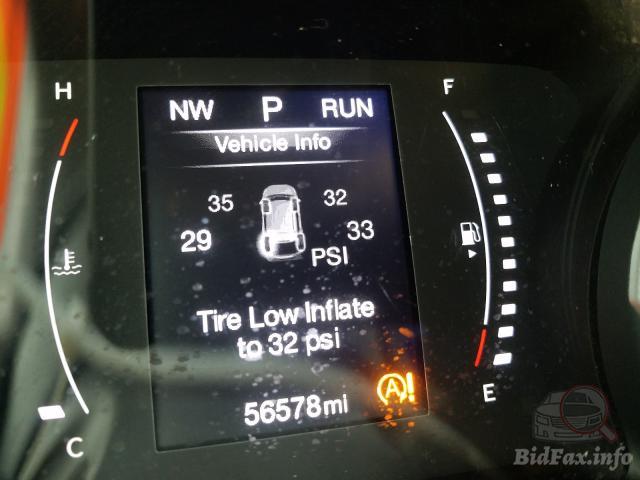 H F
NW P RUN
Vehicle Info
35 32
29 33
PSI
Tire Low Inflate
to 32 psi
A!
56578mi
E
C
BidFax.info